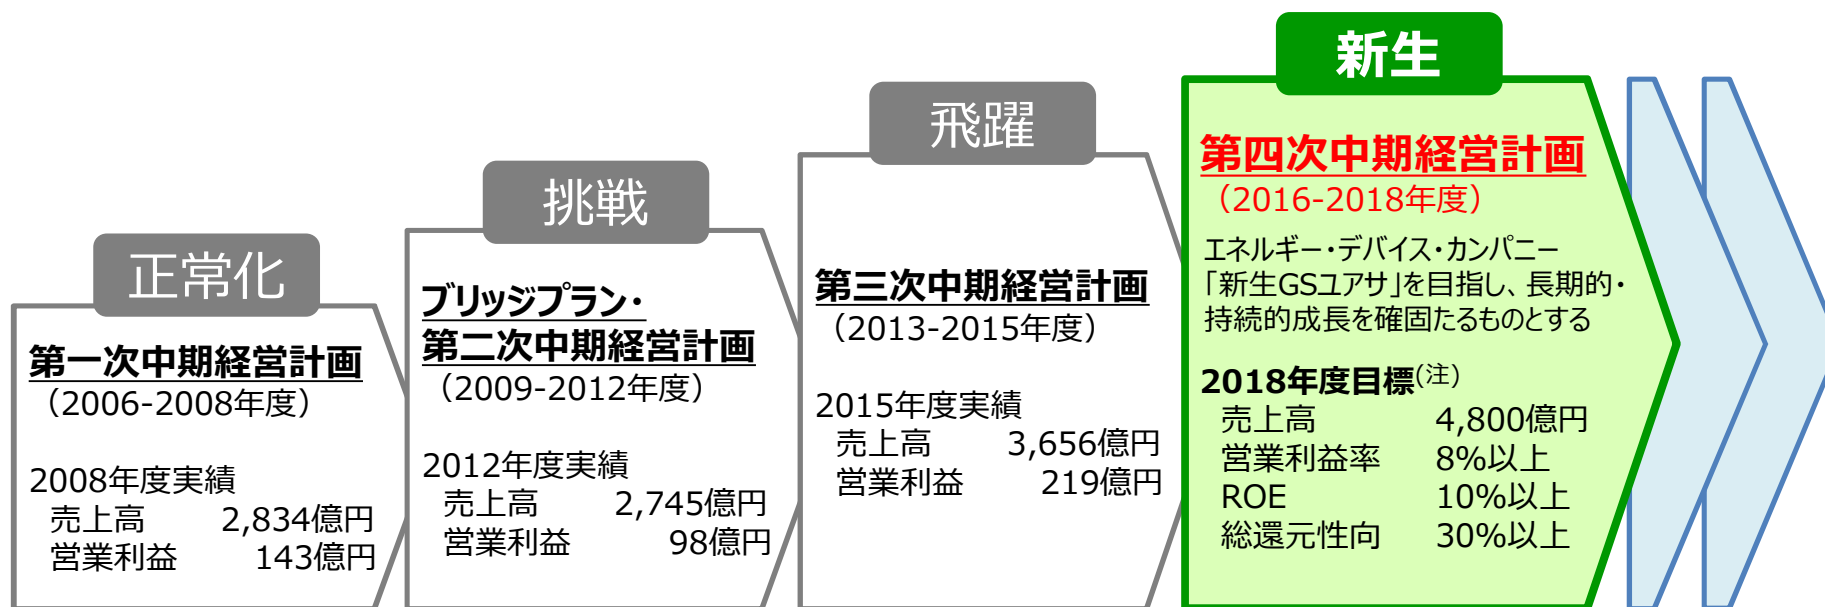 正常化
第一次中期経営計画
（2006-2008年度）
2008年度実績
売上高 2,834億円
営業利益 143億円
挑戦
ブリッジプラン・
第二次中期経営計画
（2009-2012年度）
2012年度実績
売上高 2,745億円
営業利益 98億円
飛躍
第三次中期経営計画
（2013-2015年度）
2015年度実績
売上高 3,656億円
営業利益 219億円
新生
第四次中期経営計画
（2016-2018年度）
エネルギー・デバイス・カンパニー
「新生GSユアサ」を目指し、長期的・
持続的成長を確固たるものとする
2018年度目標(注)
売上高 4,800億円
営業利益率 8%以上
ROE 10%以上
総還元性向 30%以上